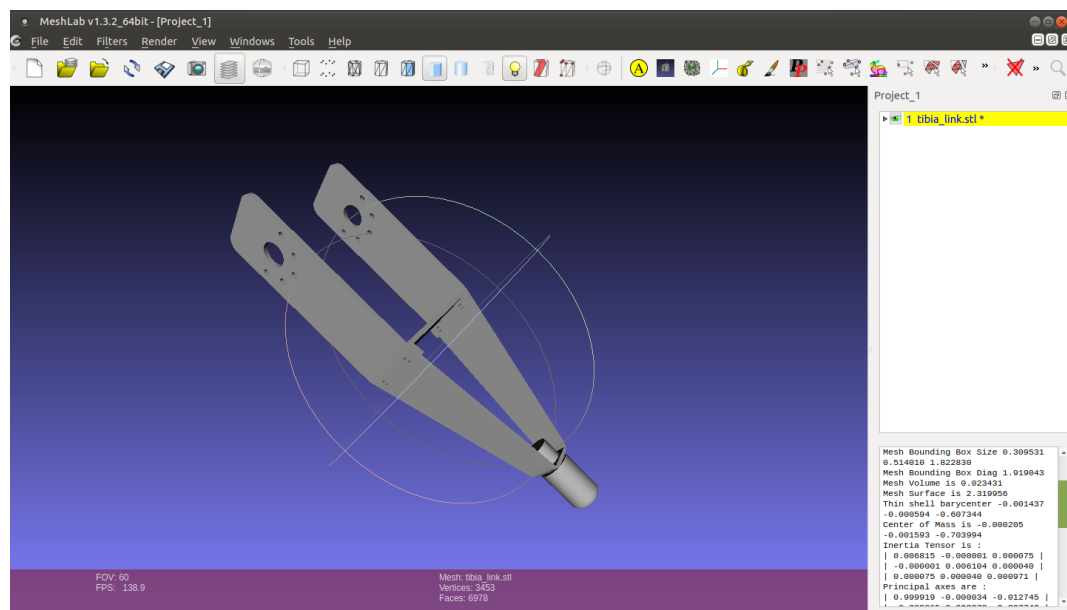 MeshLab v1.3.2_64bit - [Project_1]
File Edit Filters Render View Windows Tools Help
A
Project_1
1 tibia_link.stl *
Mesh Bounding Box Size 0.309531
0.514010 1.822830
Mesh Bounding Box Diag 1.919043
Mesh Volume is 0.023431
Mesh Surface is 2.319956
Thin shell barycenter -0.001437
-0.000594 -0.607344
Center of Mass is -0.000205
-0.001593 -0.703994
Inertia Tensor is :
| 0.006815 -0.000001 0.000075 |
| -0.000001 0.006104 0.000040 |
| 0.000075 0.000040 0.000971 |
Principal axes are :
| 0.999919 -0.000034 -0.012745 |
FOV: 60
FPS: 138.9
Mesh: tibia_link.stl
Vertices: 3453
Faces: 6978